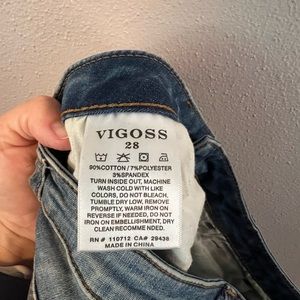 VIGOSS
28
90%COTTON / 7%POLYESTER
3%SPANDEX
TURN INSIDE OUT, MACHINE
WASH COLD WITH LIKE
COLORS, DO NOT BLEACH,
TUMBLE DRY LOW, REMOVE
PROMPTLY, WARM IRON ON
REVERSE IF NEEDED. DO
NOT IRON EMBELLISHMENT,
DRY CLEAN
NOT RECOMMENDED.
RN # 110712 CA# 29438
MADE IN CHINA